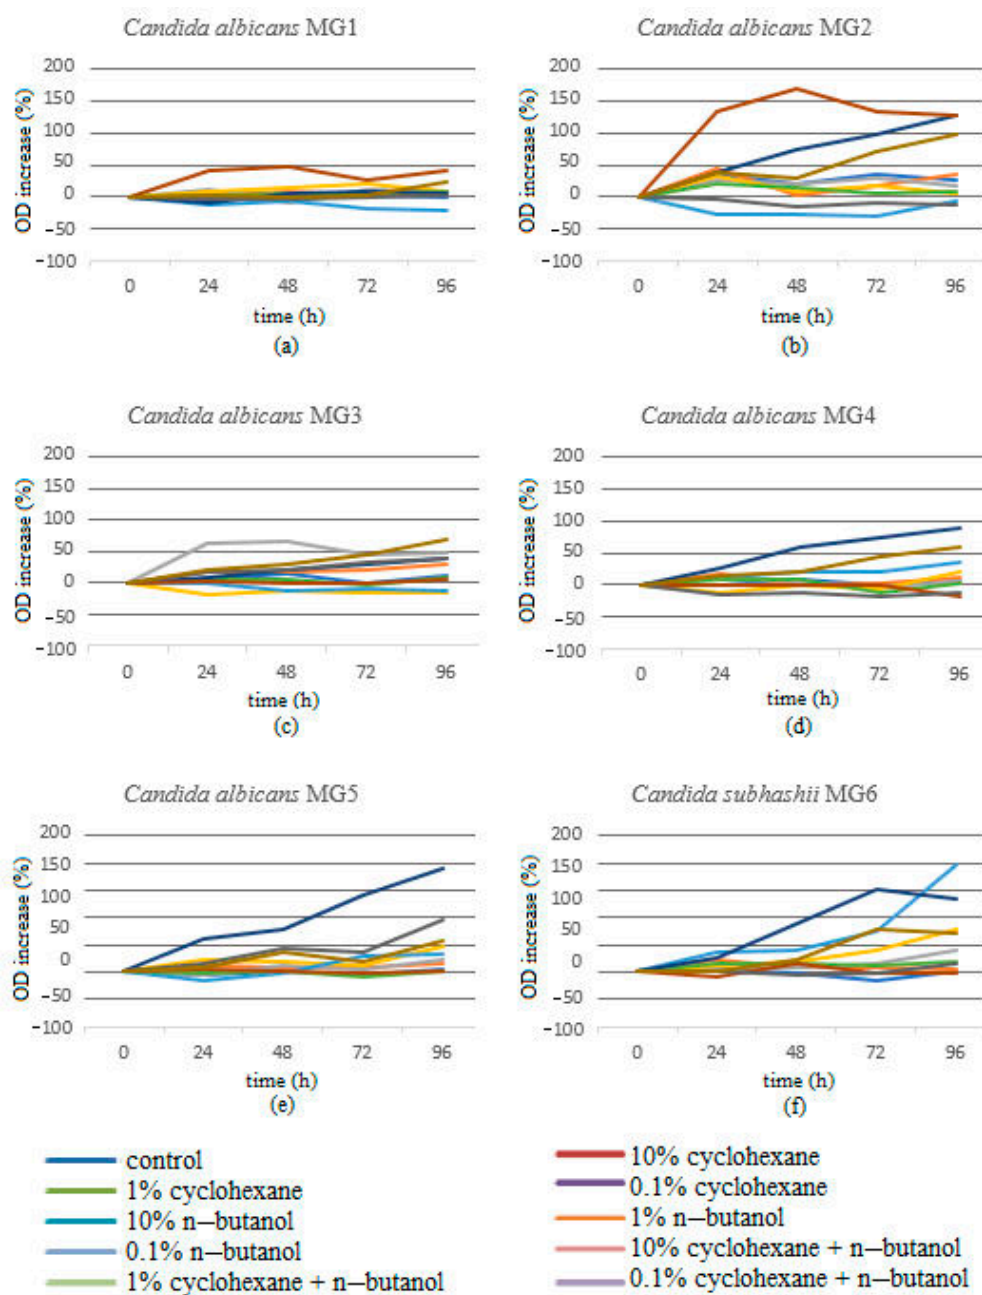 Candida albicans MG1
OD increase (%)
200
150
100
50
0
−50
−100
0 24 48 72 96
time (h)
(a)
Candida albicans MG2
OD increase (%)
200
150
100
50
0
−50
−100
0 24 48 72 96
time (h)
(b)
Candida albicans MG3
OD increase (%)
200
150
100
50
0
−50
−100
0 24 48 72 96
time (h)
(c)
Candida albicans MG4
OD increase (%)
200
150
100
50
0
−50
−100
0 24 48 72 96
time (h)
(d)
Candida albicans MG5
OD increase (%)
200
150
100
50
0
−50
−100
0 24 48 72 96
time (h)
(e)
Candida subhashii MG6
OD increase (%)
200
150
100
50
0
−50
−100
0 24 48 72 96
time (h)
(f)
control
1% cyclohexane
10% n−butanol
0.1% n−butanol
1% cyclohexane + n−butanol
10% cyclohexane
0.1% cyclohexane
1% n−butanol
10% cyclohexane + n−butanol
0.1% cyclohexane + n−butanol